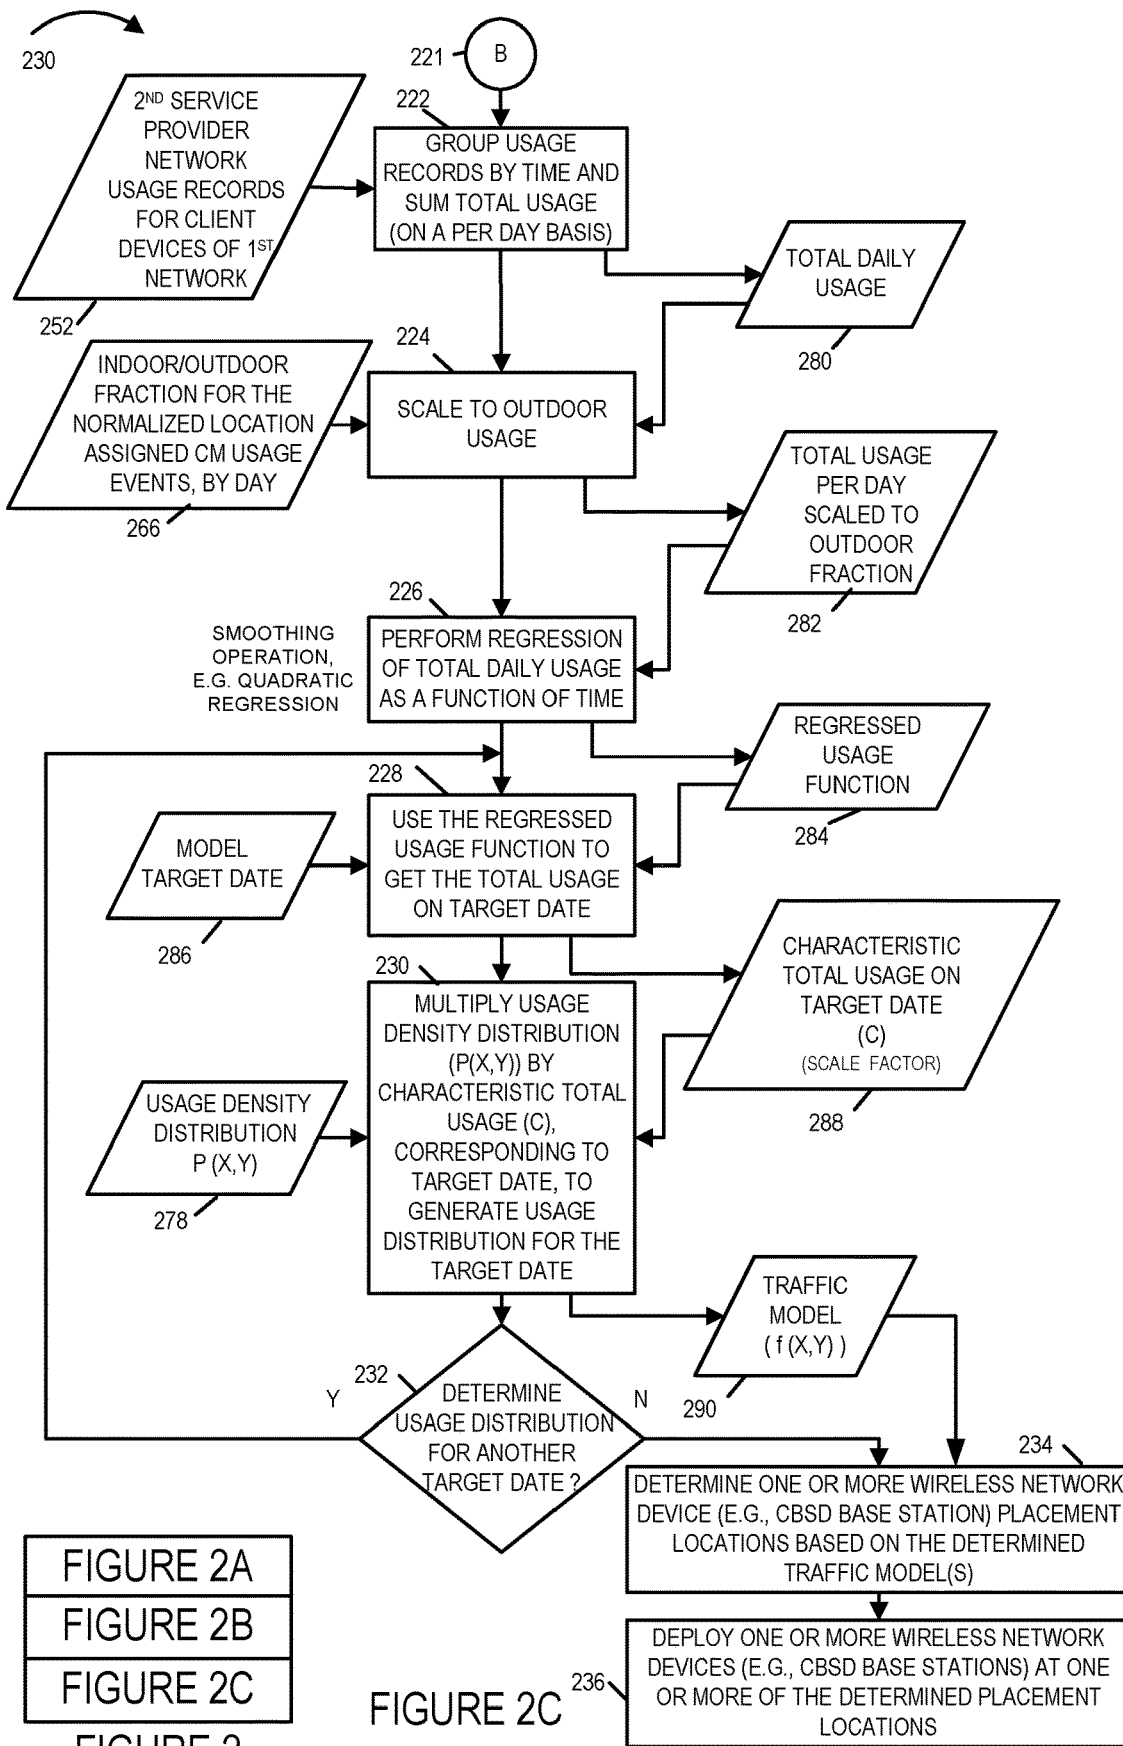 230
221
B
2ND SERVICE
PROVIDER
NETWORK
USAGE RECORDS
FOR CLIENT
DEVICES OF 1ST
NETWORK
252
222
GROUP USAGE
RECORDS BY TIME AND
SUM TOTAL USAGE
(ON A PER DAY BASIS)
TOTAL DAILY
USAGE
280
INDOOR/OUTDOOR
FRACTION FOR THE
NORMALIZED LOCATION
ASSIGNED CM USAGE
EVENTS, BY DAY
266
224
SCALE TO OUTDOOR
USAGE
TOTAL USAGE
PER DAY
SCALED TO
OUTDOOR
FRACTION
282
SMOOTHING
OPERATION,
E.G. QUADRATIC
REGRESSION
226
PERFORM REGRESSION
OF TOTAL DAILY USAGE
AS A FUNCTION OF TIME
REGRESSED
USAGE
FUNCTION
284
228
USE THE REGRESSED
USAGE FUNCTION TO
GET THE TOTAL USAGE
ON TARGET DATE
MODEL
TARGET DATE
286
CHARACTERISTIC
TOTAL USAGE ON
TARGET DATE
(C)
(SCALE FACTOR)
288
230
MULTIPLY USAGE
DENSITY DISTRIBUTION
(P(X,Y)) BY
CHARACTERISTIC TOTAL
USAGE (C),
CORRESPONDING TO
TARGET DATE, TO
GENERATE USAGE
DISTRIBUTION FOR THE
TARGET DATE
USAGE DENSITY
DISTRIBUTION
P (X,Y)
278
TRAFFIC
MODEL
( f (X,Y) )
290
232
Y
DETERMINE
USAGE DISTRIBUTION
FOR ANOTHER
TARGET DATE ?
N
234
DETERMINE ONE OR MORE WIRELESS NETWORK
DEVICE (E.G., CBSD BASE STATION) PLACEMENT
LOCATIONS BASED ON THE DETERMINED
TRAFFIC MODEL(S)
236
DEPLOY ONE OR MORE WIRELESS NETWORK
DEVICES (E.G., CBSD BASE STATIONS) AT ONE
OR MORE OF THE DETERMINED PLACEMENT
LOCATIONS
FIGURE 2A
FIGURE 2B
FIGURE 2C
FIGURE 2
FIGURE 2C